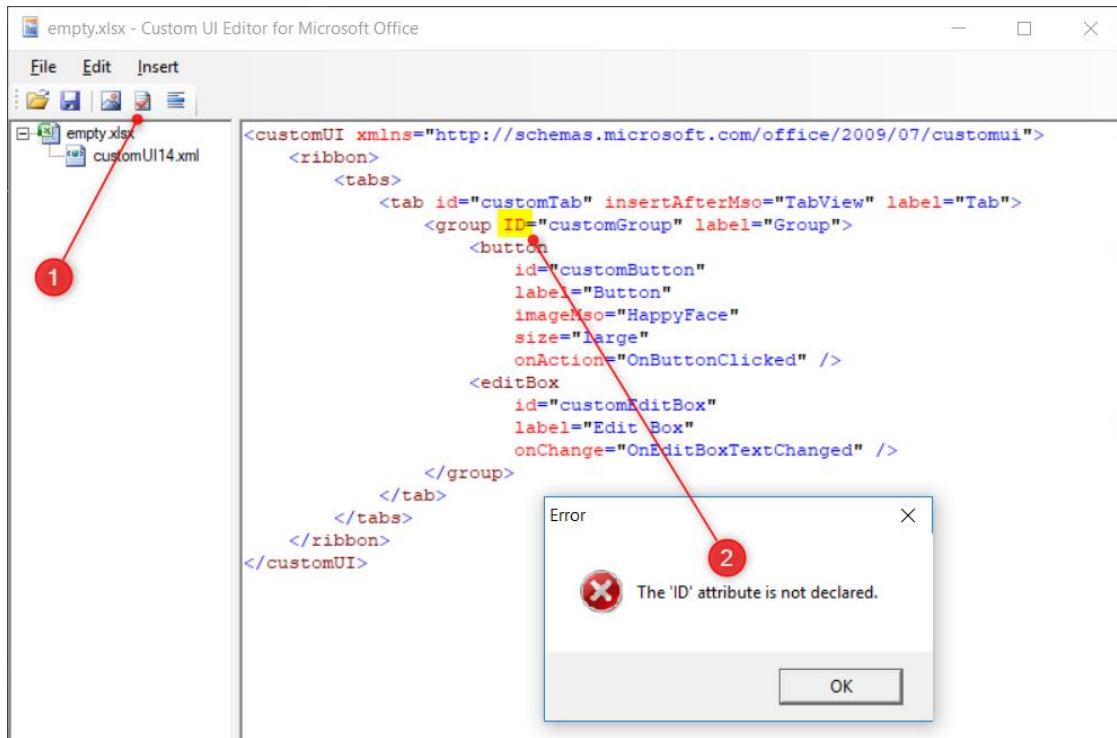 empty.xlsx - Custom UI Editor for Microsoft Office
File Edit Insert
empty.xlsx
customUI14.xml
<customUI xmlns="http://schemas.microsoft.com/office/2009/07/customui">
<ribbon>
<tabs>
<tab id="customTab" insertAfterMso="TabView" label="Tab">
<group ID="customGroup" label="Group">
<button
id="customButton"
label="Button"
imageMso="HappyFace"
size="large"
onAction="OnButtonClicked" />
<editBox
id="customEditBox"
label="Edit Box"
onChange="OnEditBoxTextChanged" />
</group>
</tab>
</tabs>
</ribbon>
</customUI>
1
Error
2
The 'ID' attribute is not declared.
OK